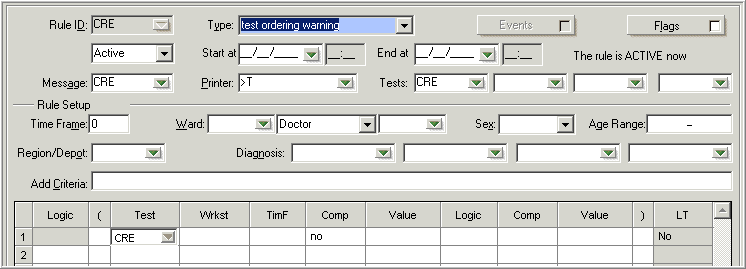 Rule ID: CRE Type: test ordering warning Events Flags
Active Start at __/__/____ __:__ End at __/__/____ __:__ The rule is ACTIVE now
Message: CRE Printer: >T Tests: CRE
Rule Setup
Time Frame: 0 Ward: Doctor Sex: Age Range: –
Region/Depot: Diagnosis:
Add Criteria:
Logic ( Test Wrkst TimF Comp Value Logic Comp Value ) LT
1 CRE no No
2